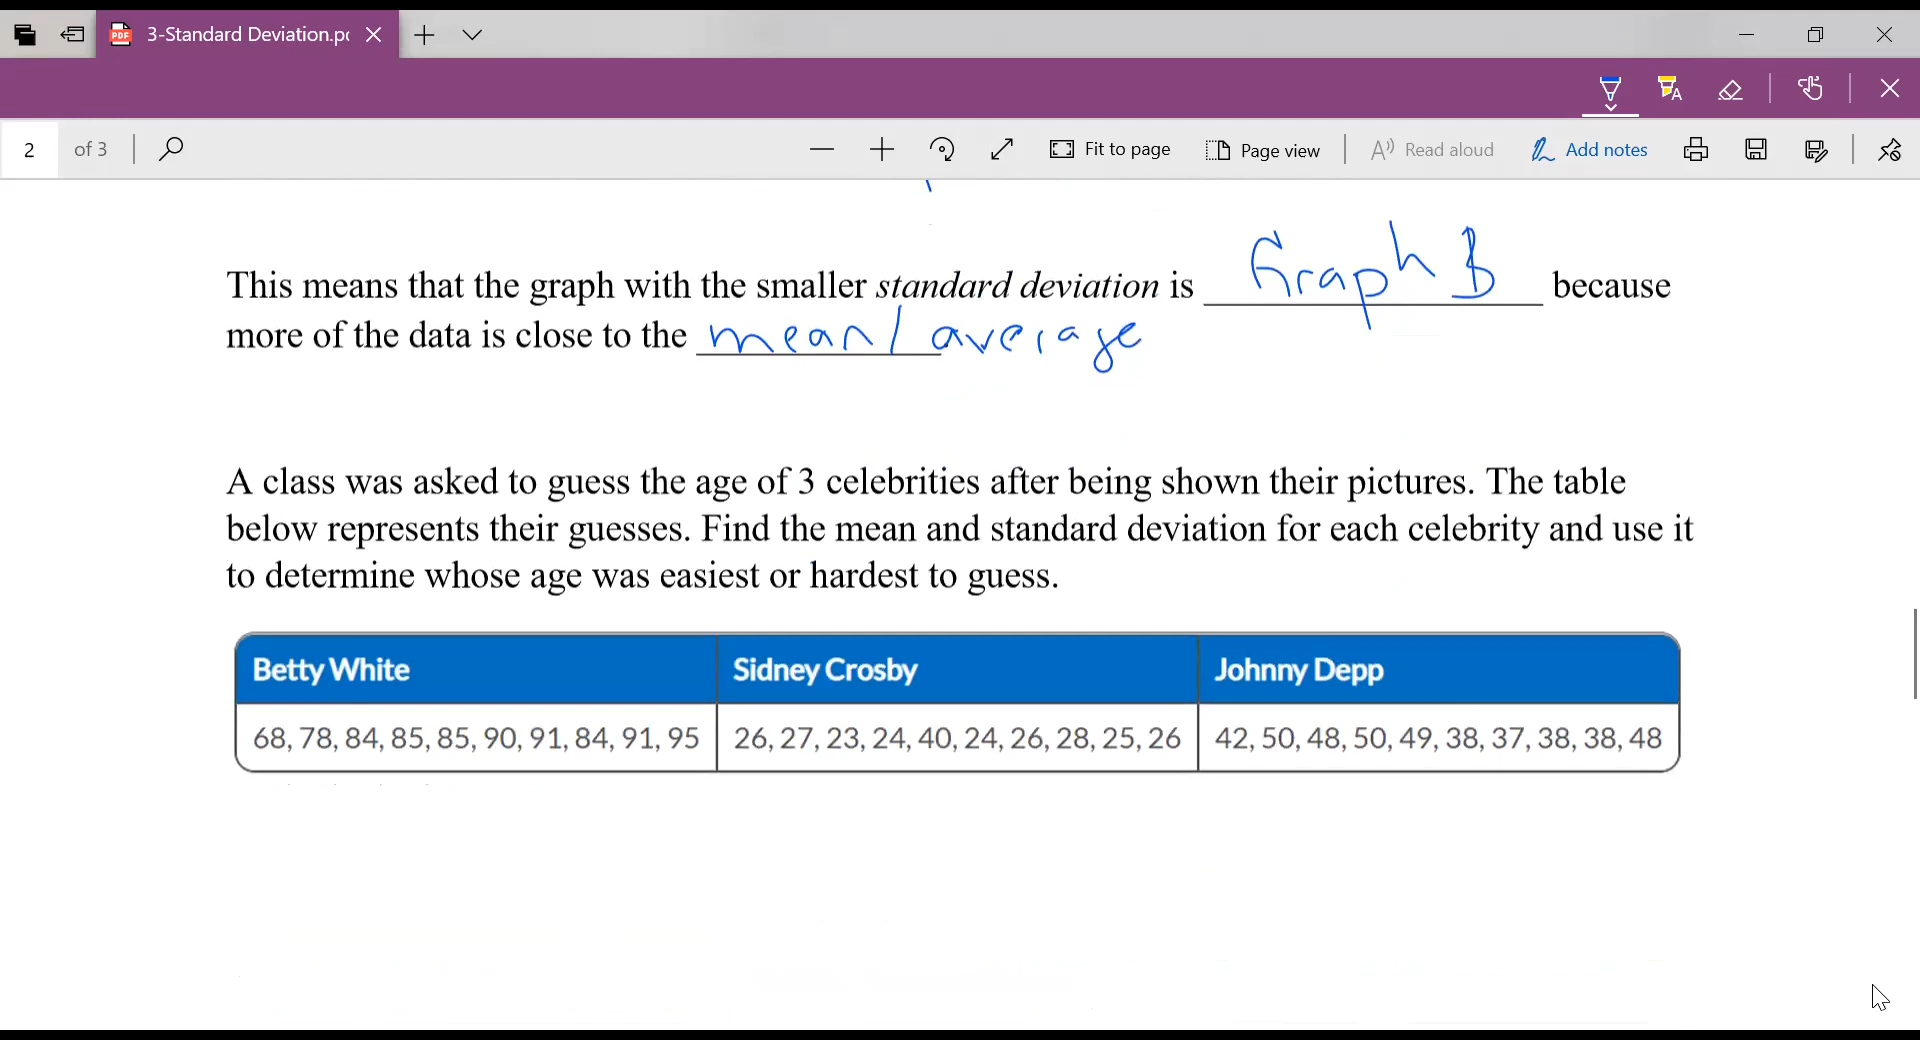 3-Standard Deviation.pc
2 of 3
Fit to page
Page view
Read aloud
Add notes
This means that the graph with the smaller standard deviation is Graph B because
more of the data is close to the mean/average
A class was asked to guess the age of 3 celebrities after being shown their pictures. The table
below represents their guesses. Find the mean and standard deviation for each celebrity and use it
to determine whose age was easiest or hardest to guess.
Betty White
Sidney Crosby
Johnny Depp
68, 78, 84, 85, 85, 90, 91, 84, 91, 95
26, 27, 23, 24, 40, 24, 26, 28, 25, 26
42, 50, 48, 50, 49, 38, 37, 38, 38, 48